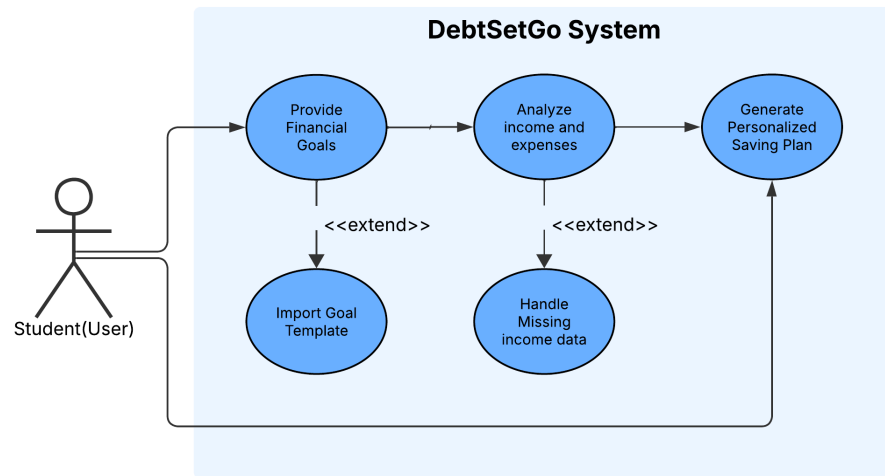 DebtSetGo System
Provide
Financial
Goals
Analyze
income and
expenses
Generate
Personalized
Saving Plan
<<extend>>
<<extend>>
Import Goal
Template
Handle
Missing
income data
Student(User)